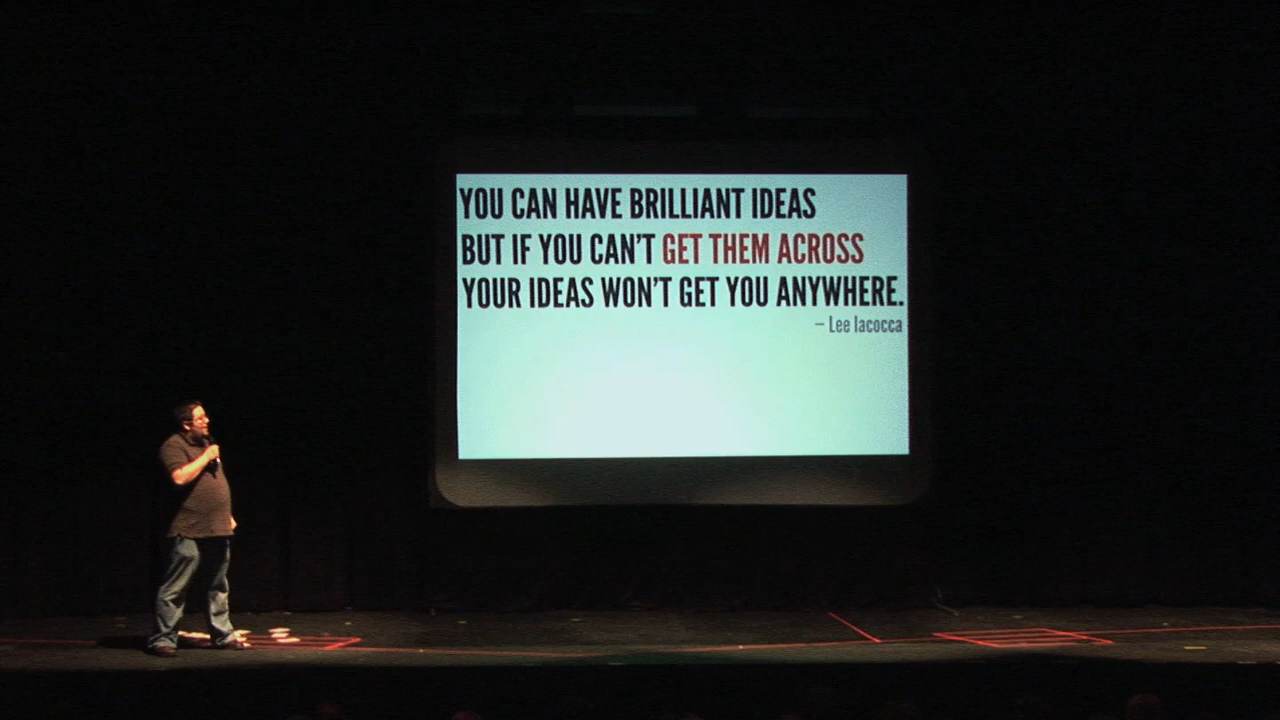 YOU CAN HAVE BRILLIANT IDEAS
BUT IF YOU CAN'T GET THEM ACROSS
YOUR IDEAS WON'T GET YOU ANYWHERE.
– Lee Iacocca